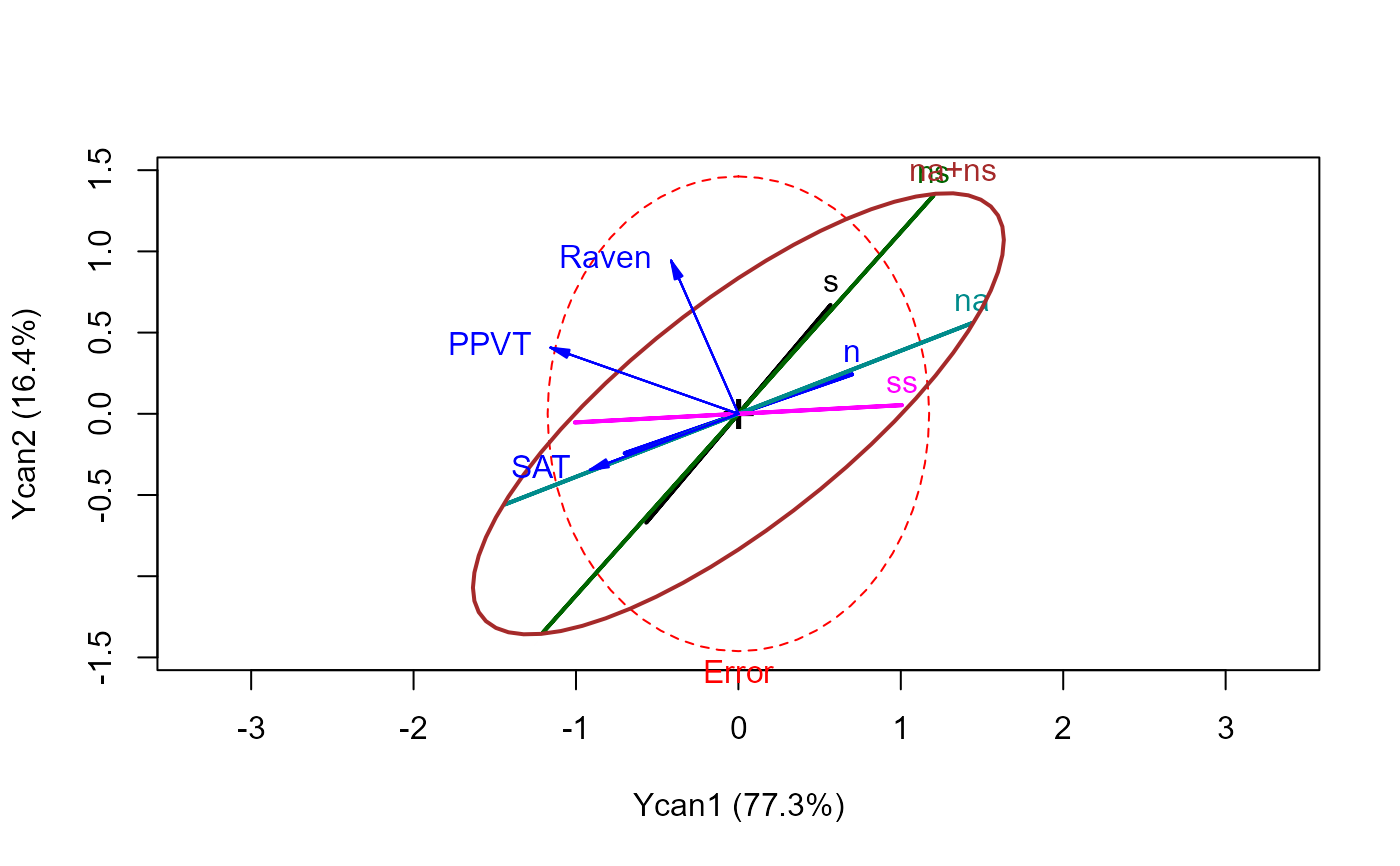 1.5
1.0
0.5
0.0
-0.5
-1.5
Ycan2 (16.4%)
ns
na+ns
Raven
s
na
PPVT
n
ss
SAT
Error
-3 -2 -1 0 1 2 3
Ycan1 (77.3%)